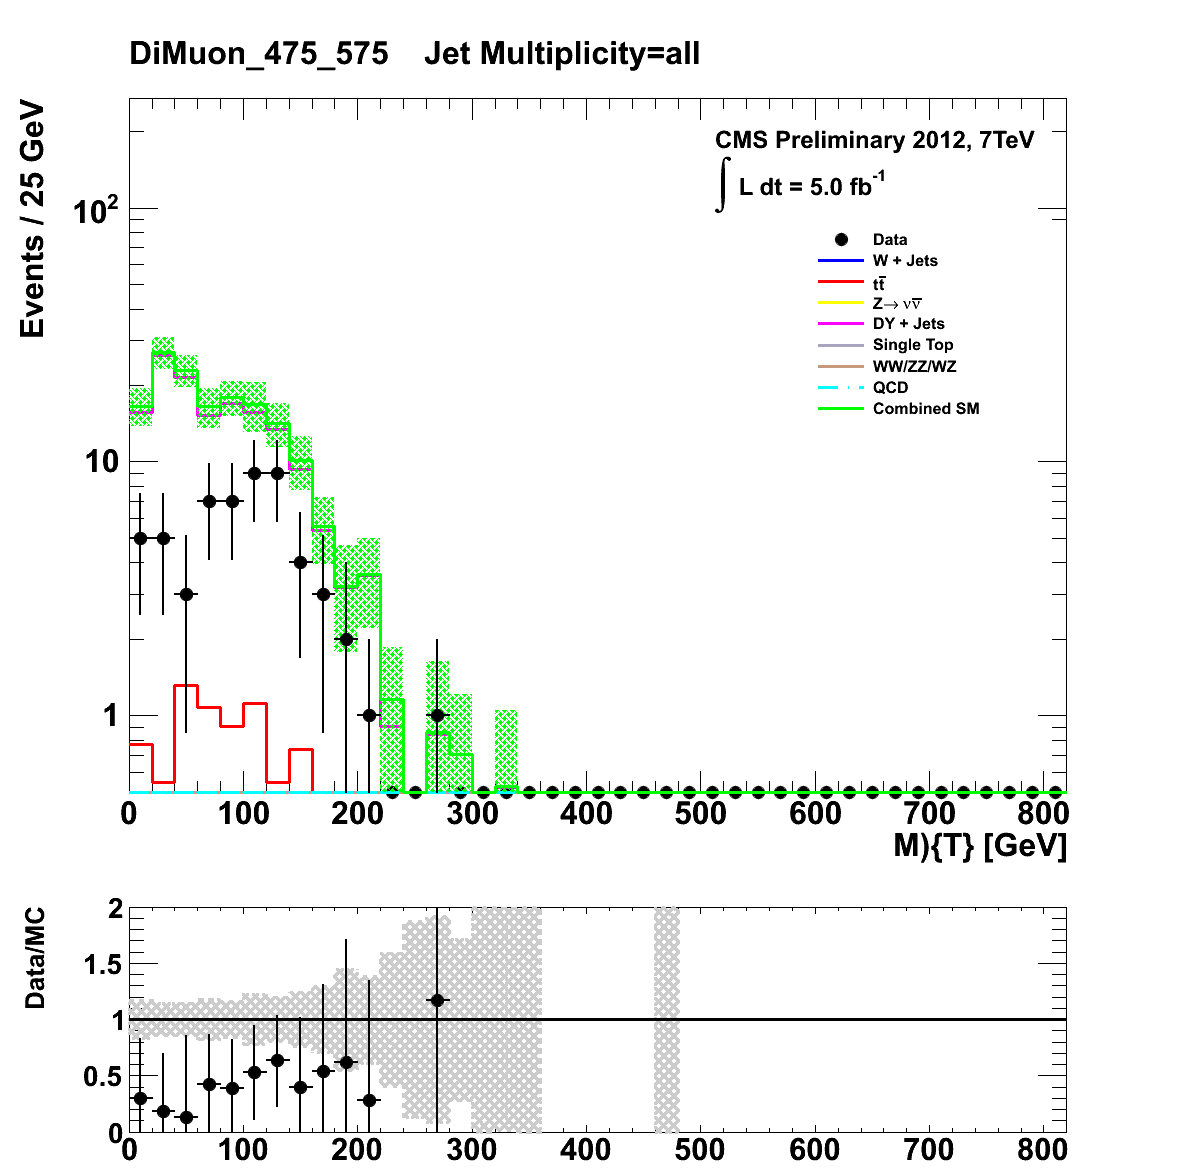 DiMuon_475_575 Jet Multiplicity=all
Events / 25 GeV
CMS Preliminary 2012, 7TeV
∫ L dt = 5.0 fb⁻¹
Data
W + Jets
tt̅
Z→ νν̅
DY + Jets
Single Top
WW/ZZ/WZ
QCD
Combined SM
10²
10
1
0 100 200 300 400 500 600 700 800
M){T} [GeV]
Data/MC
2
1.5
1
0.5
0
0 100 200 300 400 500 600 700 800